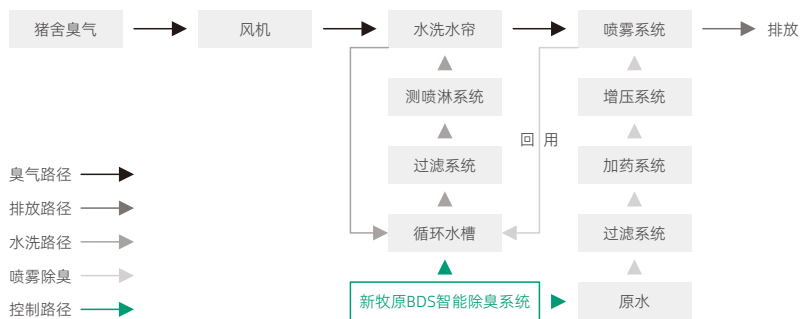 猪舍臭气
风机
水洗水帘
喷雾系统
排放
测喷淋系统
增压系统
回 用
臭气路径
过滤系统
加药系统
排放路径
水洗路径
循环水槽
过滤系统
喷雾除臭
控制路径
新牧原BDS智能除臭系统
原水